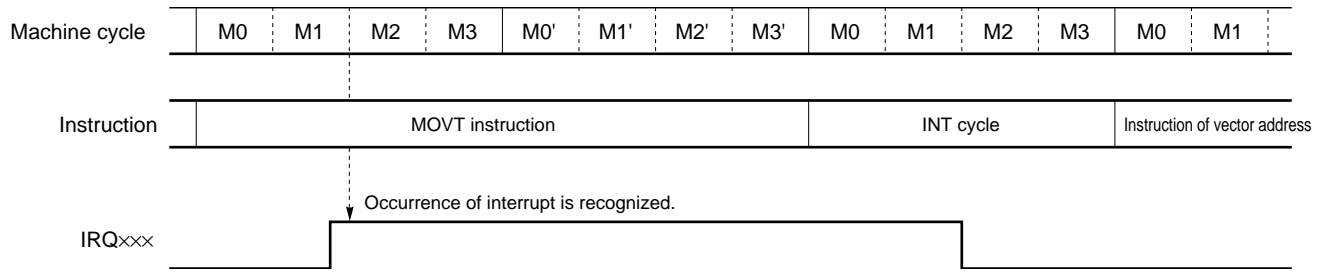 Machine cycle M0 M1 M2 M3 M0' M1' M2' M3' M0 M1 M2 M3 M0 M1
Instruction MOVT instruction INT cycle Instruction of vector address
Occurrence of interrupt is recognized.
IRQ×××